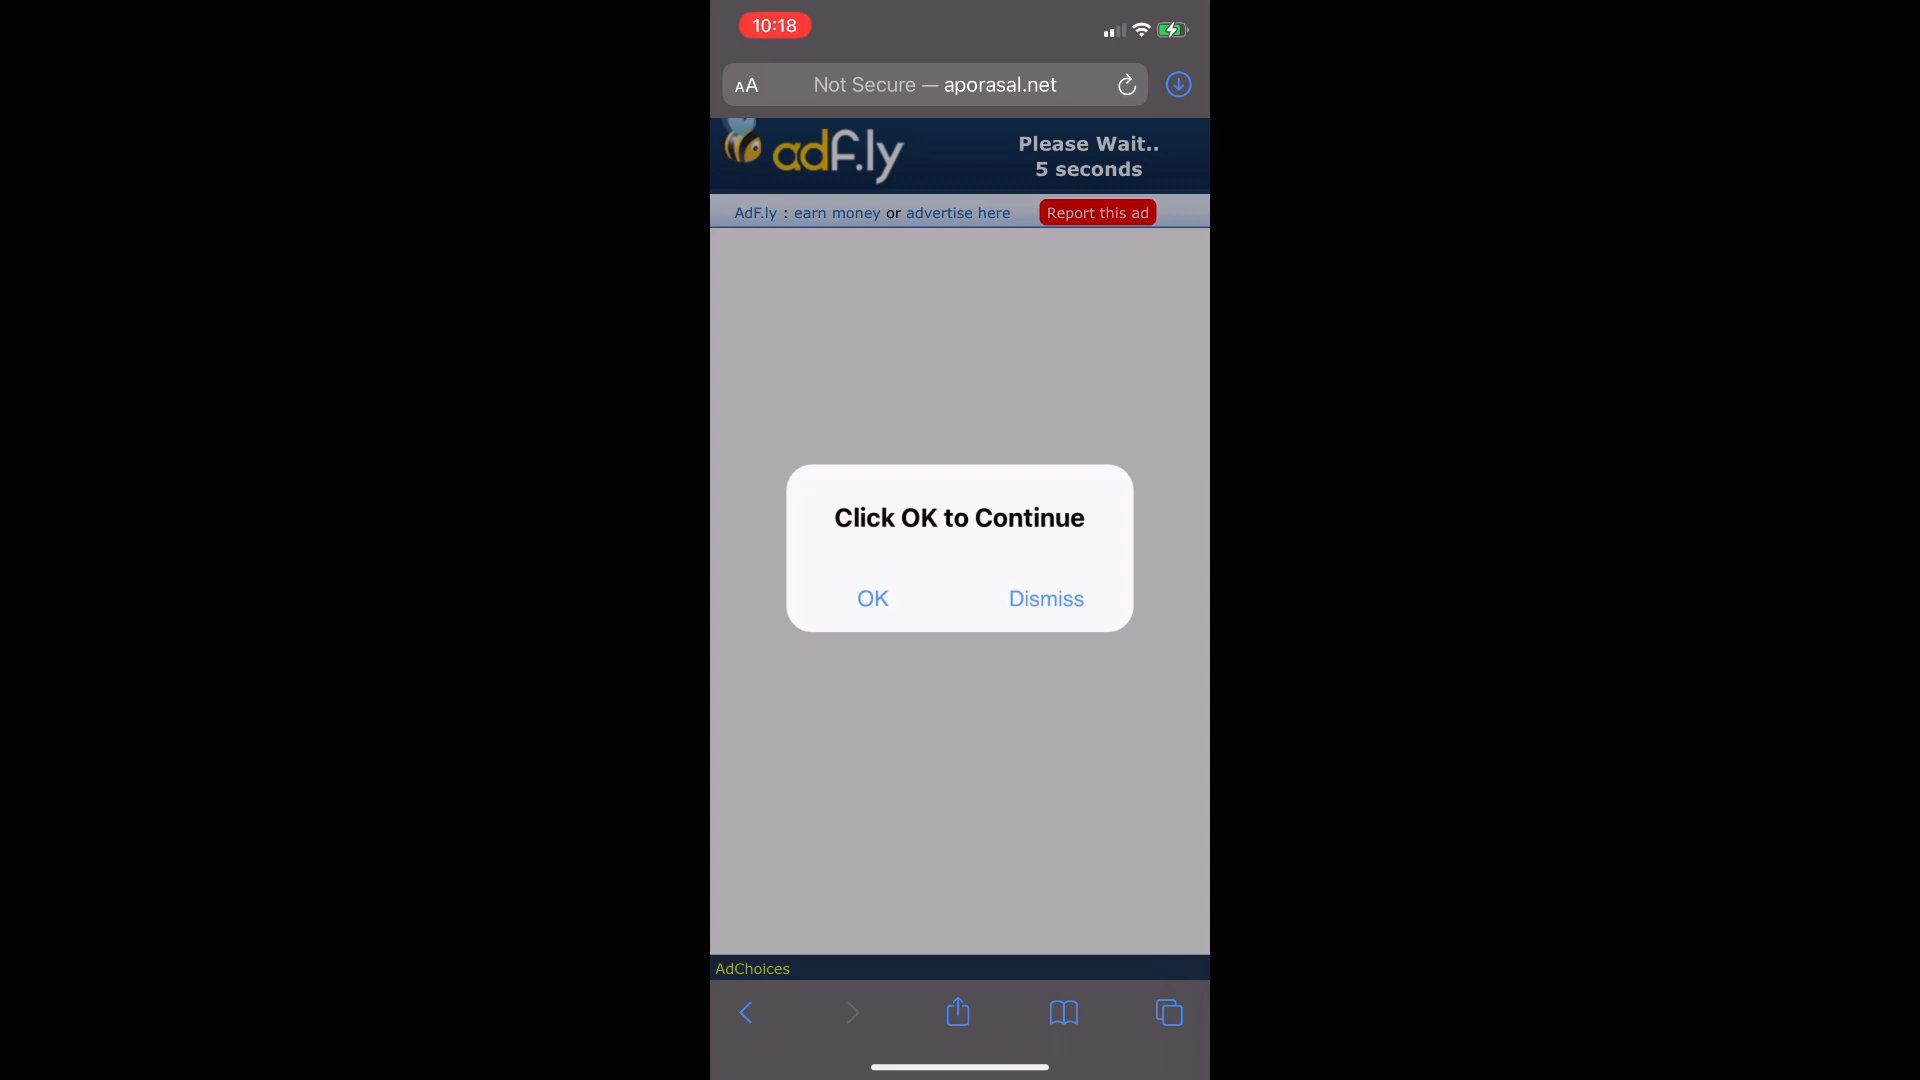 10:18
AA Not Secure — aporasal.net
adf.ly
Please Wait..
5 seconds
AdF.ly : earn money or advertise here
Report this ad
Click OK to Continue
OK Dismiss
AdChoices